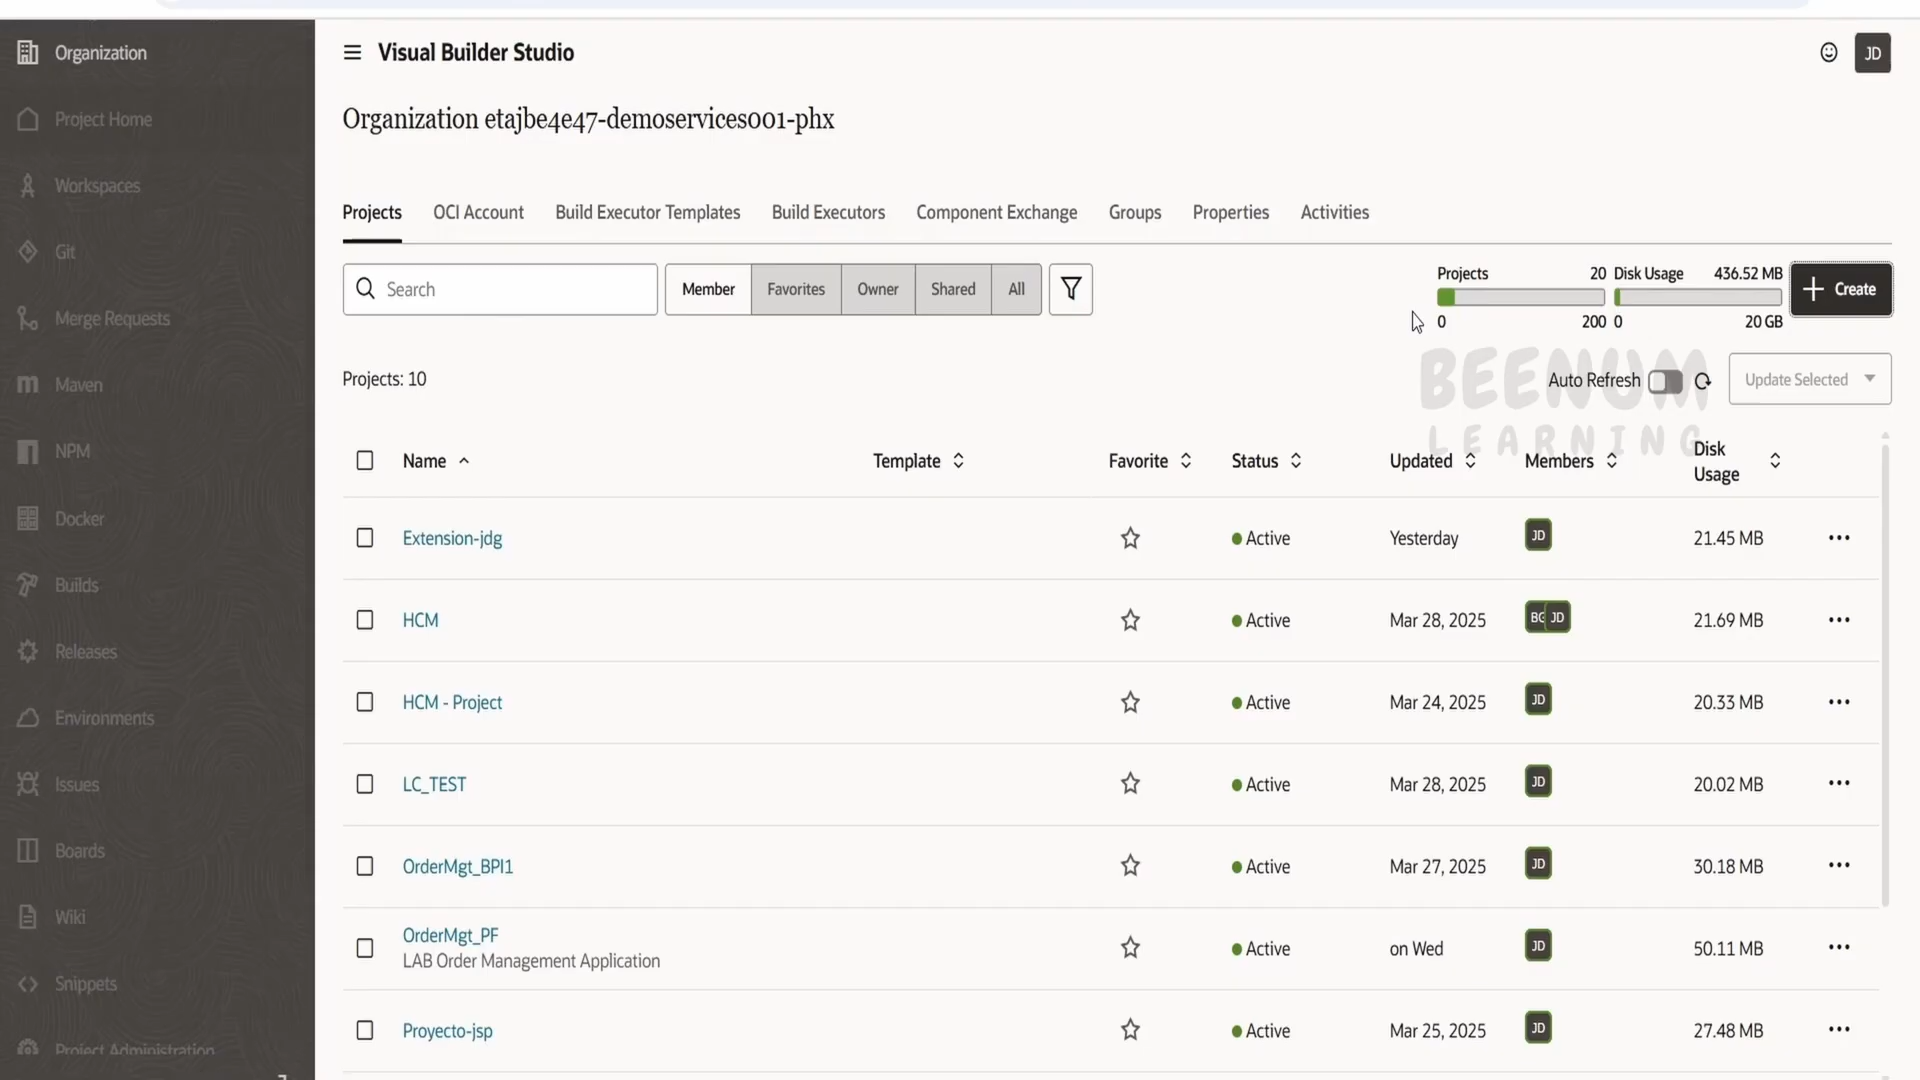 Organization
Project Home
Workspaces
Git
Merge Requests
Maven
NPM
Docker
Builds
Releases
Environments
Issues
Boards
Wiki
Snippets
Project Administration
Visual Builder Studio
JD
Organization etajbe4e47-demoservices001-phx
Projects OCI Account Build Executor Templates Build Executors Component Exchange Groups Properties Activities
Search
Member Favorites Owner Shared All
Projects 20 Disk Usage 436.52 MB
0 200 0 20 GB
Create
BEENUM
LEARNING
Projects: 10
Auto Refresh
Update Selected
Name Template Favorite Status Updated Members Disk Usage
Extension-jdg Active Yesterday JD 21.45 MB
HCM Active Mar 28, 2025 BG JD 21.69 MB
HCM - Project Active Mar 24, 2025 JD 20.33 MB
LC_TEST Active Mar 28, 2025 JD 20.02 MB
OrderMgt_BPI1 Active Mar 27, 2025 JD 30.18 MB
OrderMgt_PF Active on Wed JD 50.11 MB
LAB Order Management Application
Proyecto-jsp Active Mar 25, 2025 JD 27.48 MB